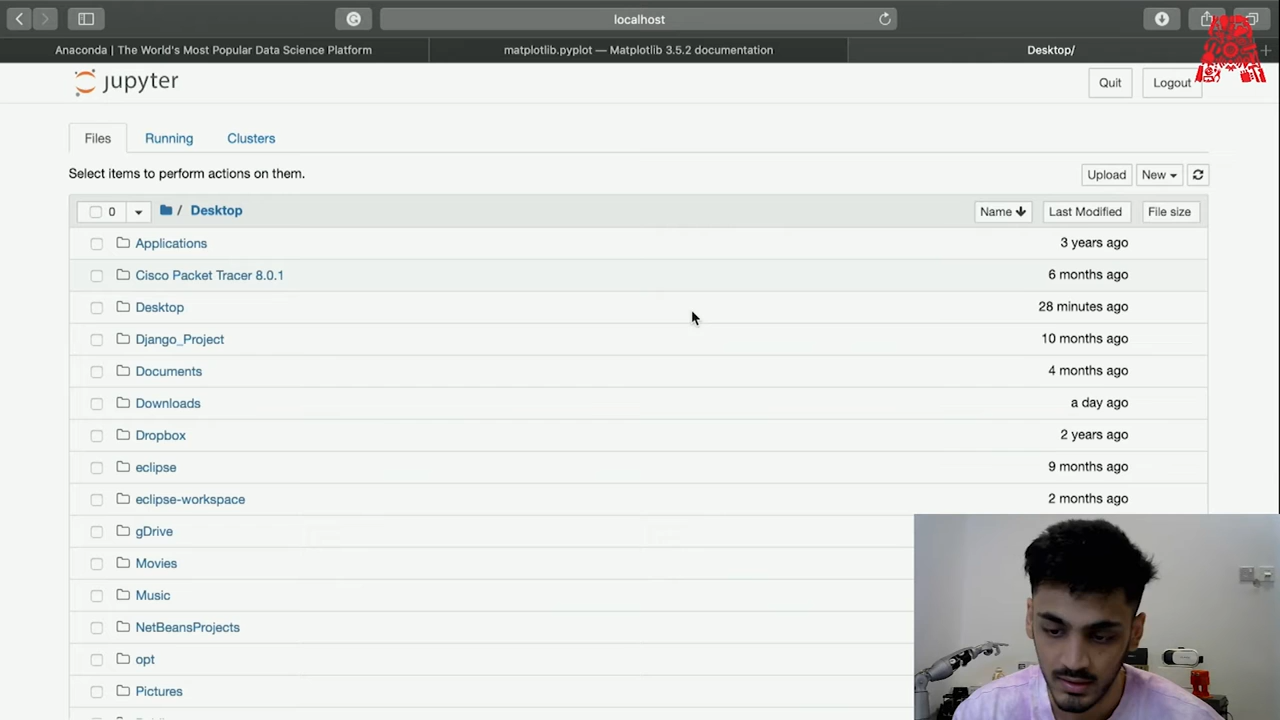 localhost
Anaconda | The World's Most Popular Data Science Platform
matplotlib.pyplot — Matplotlib 3.5.2 documentation
Desktop/
jupyter
Quit
Logout
Files
Running
Clusters
Select items to perform actions on them.
Upload
New
0
/ Desktop
Name
Last Modified
File size
Applications
3 years ago
Cisco Packet Tracer 8.0.1
6 months ago
Desktop
28 minutes ago
Django_Project
10 months ago
Documents
4 months ago
Downloads
a day ago
Dropbox
2 years ago
eclipse
9 months ago
eclipse-workspace
2 months ago
gDrive
Movies
Music
NetBeansProjects
opt
Pictures